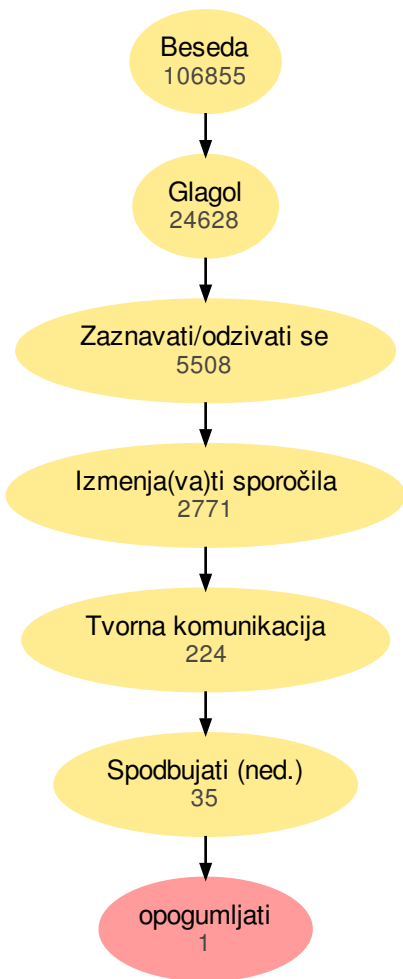 Beseda
106855
Glagol
24628
Zaznavati/odzivati se
5508
Izmenja(va)ti sporočila
2771
Tvorna komunikacija
224
Spodbujati (ned.)
35
opogumljati
1